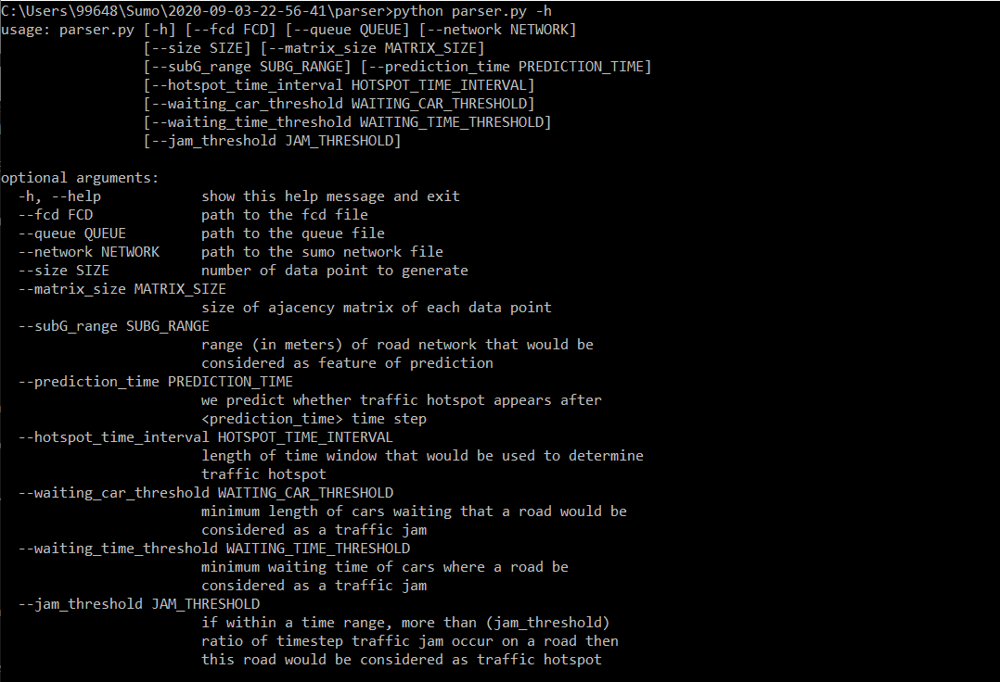 C:\Users\99648\Sumo\2020-09-03-22-56-41\parser>python parser.py -h
usage: parser.py [-h] [--fcd FCD] [--queue QUEUE] [--network NETWORK]
                 [--size SIZE] [--matrix_size MATRIX_SIZE]
                 [--subG_range SUBG_RANGE] [--prediction_time PREDICTION_TIME]
                 [--hotspot_time_interval HOTSPOT_TIME_INTERVAL]
                 [--waiting_car_threshold WAITING_CAR_THRESHOLD]
                 [--waiting_time_threshold WAITING_TIME_THRESHOLD]
                 [--jam_threshold JAM_THRESHOLD]

optional arguments:
  -h, --help            show this help message and exit
  --fcd FCD             path to the fcd file
  --queue QUEUE         path to the queue file
  --network NETWORK     path to the sumo network file
  --size SIZE           number of data point to generate
  --matrix_size MATRIX_SIZE
                        size of ajacency matrix of each data point
  --subG_range SUBG_RANGE
                        range (in meters) of road network that would be
                        considered as feature of prediction
  --prediction_time PREDICTION_TIME
                        we predict whether traffic hotspot appears after
                        <prediction_time> time step
  --hotspot_time_interval HOTSPOT_TIME_INTERVAL
                        length of time window that would be used to determine
                        traffic hotspot
  --waiting_car_threshold WAITING_CAR_THRESHOLD
                        minimum length of cars waiting that a road would be
                        considered as a traffic jam
  --waiting_time_threshold WAITING_TIME_THRESHOLD
                        minimum waiting time of cars where a road be
                        considered as a traffic jam
  --jam_threshold JAM_THRESHOLD
                        if within a time range, more than (jam_threshold)
                        ratio of timestep traffic jam occur on a road then
                        this road would be considered as traffic hotspot